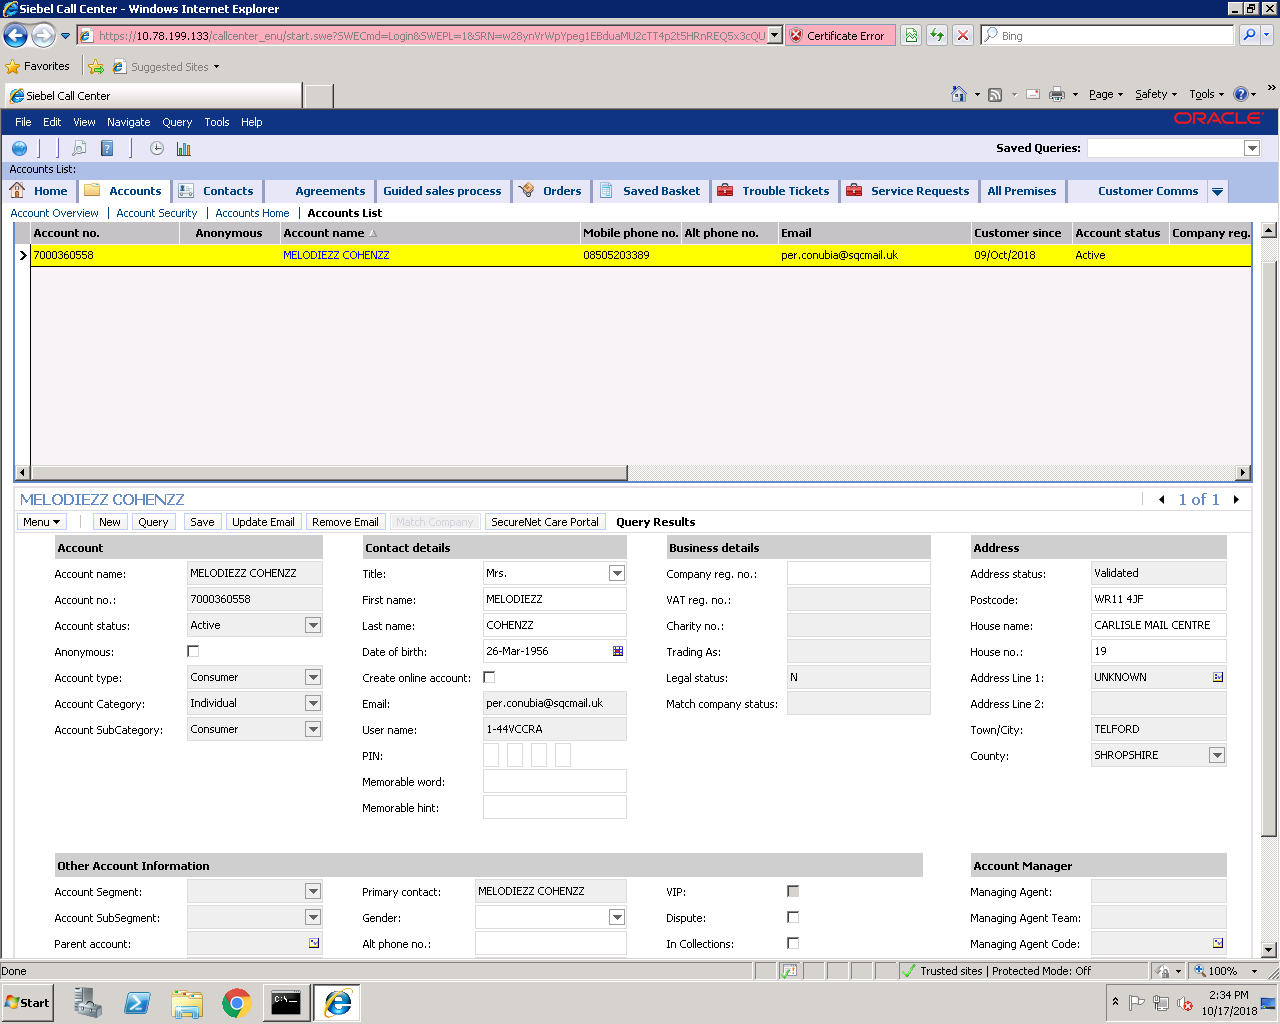 Siebel Call Center - Windows Internet Explorer
https://10.78.199.133/callcenter_enu/start.swe?SWECmd=Login&SWEPL=1&SRN=w28ynVrWpYpeg1EBduaMU2cTT4p2t5HRnREQ5x3cQU
Certificate Error
Bing
Favorites
Suggested Sites
Siebel Call Center
Page Safety Tools
File Edit View Navigate Query Tools Help
ORACLE
Saved Queries:
Accounts List:
Home Accounts Contacts Agreements Guided sales process Orders Saved Basket Trouble Tickets Service Requests All Premises Customer Comms
Account Overview | Account Security | Accounts Home | Accounts List
Account no. Anonymous Account name Mobile phone no. Alt phone no. Email Customer since Account status Company reg.
7000360558 MELODIEZZ COHENZZ 08505203389 per.conubia@sqcmail.uk 09/Oct/2018 Active
MELODIEZZ COHENZZ
1 of 1
Menu New Query Save Update Email Remove Email Match Company SecureNet Care Portal Query Results
Account Contact details Business details Address
Account name: MELODIEZZ COHENZZ Title: Mrs. Company reg. no.: Address status: Validated
Account no.: 7000360558 First name: MELODIEZZ VAT reg. no.: Postcode: WR11 4JF
Account status: Active Last name: COHENZZ Charity no.: House name: CARLISLE MAIL CENTRE
Anonymous: Date of birth: 26-Mar-1956 Trading As: House no.: 19
Account type: Consumer Create online account: Legal status: N Address Line 1: UNKNOWN
Account Category: Individual Email: per.conubia@sqcmail.uk Match company status: Address Line 2:
Account SubCategory: Consumer User name: 1-44VCCRA Town/City: TELFORD
PIN: County: SHROPSHIRE
Memorable word:
Memorable hint:
Other Account Information Account Manager
Account Segment: Primary contact: MELODIEZZ COHENZZ VIP: Managing Agent:
Account SubSegment: Gender: Dispute: Managing Agent Team:
Parent account: Alt phone no.: In Collections: Managing Agent Code:
Done
Trusted sites | Protected Mode: Off
100%
Start
C:\
2:34 PM
10/17/2018